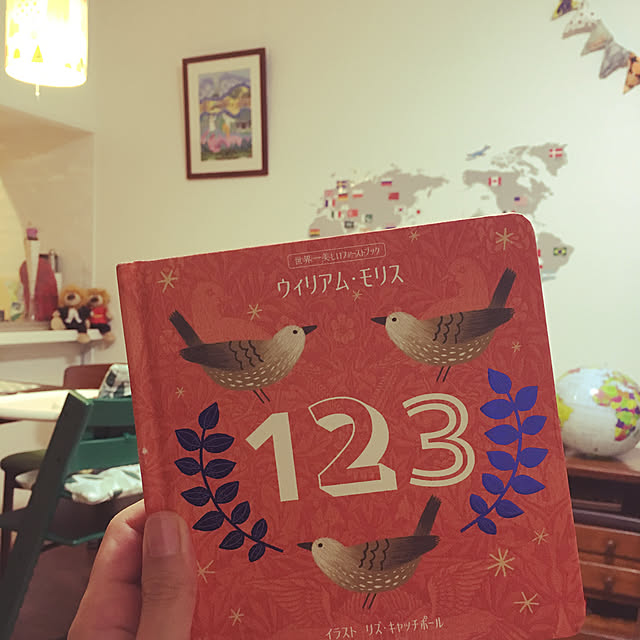 世界一美しいファーストブック
ウィリアム・モリス
123
イラスト リズ・キャッチポール